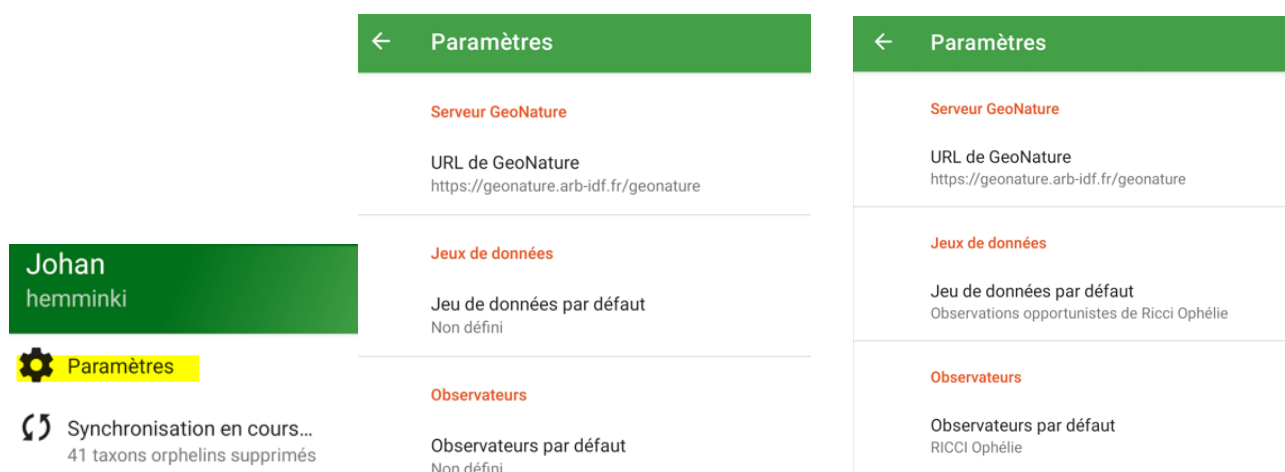 Johan
hemminki
Paramètres
Synchronisation en cours...
41 taxons orphelins supprimés
Paramètres
Serveur GeoNature
URL de GeoNature
https://geonature.arb-idf.fr/geonature
Jeux de données
Jeu de données par défaut
Non défini
Observateurs
Observateurs par défaut
Non défini
Paramètres
Serveur GeoNature
URL de GeoNature
https://geonature.arb-idf.fr/geonature
Jeux de données
Jeu de données par défaut
Observations opportunistes de Ricci Ophélie
Observateurs
Observateurs par défaut
RICCI Ophélie